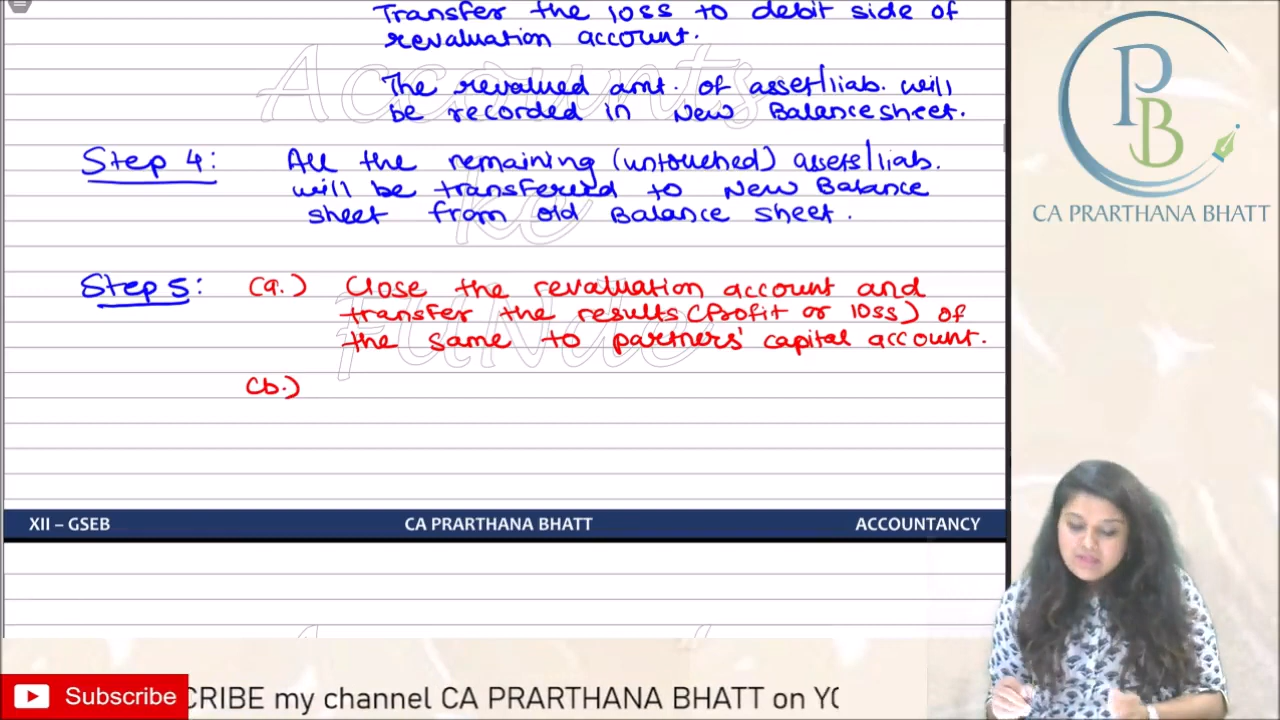 Transfer the loss to debit side of
revaluation account.
The revalued amt. of asset/liab. will
be recorded in New Balance sheet.
Step 4: All the remaining (untouched) assets/liab.
will be transferred to New Balance
sheet from old Balance sheet.
Step 5: (a.) Close the revaluation account and
transfer the results (Profit or loss) of
the same to partners' capital account.
(b.)
Accounts
ke
FUNde
XII – GSEB CA PRARTHANA BHATT ACCOUNTANCY
PB
CA PRARTHANA BHATT
Subscribe
CRIBE my channel CA PRARTHANA BHATT on YO